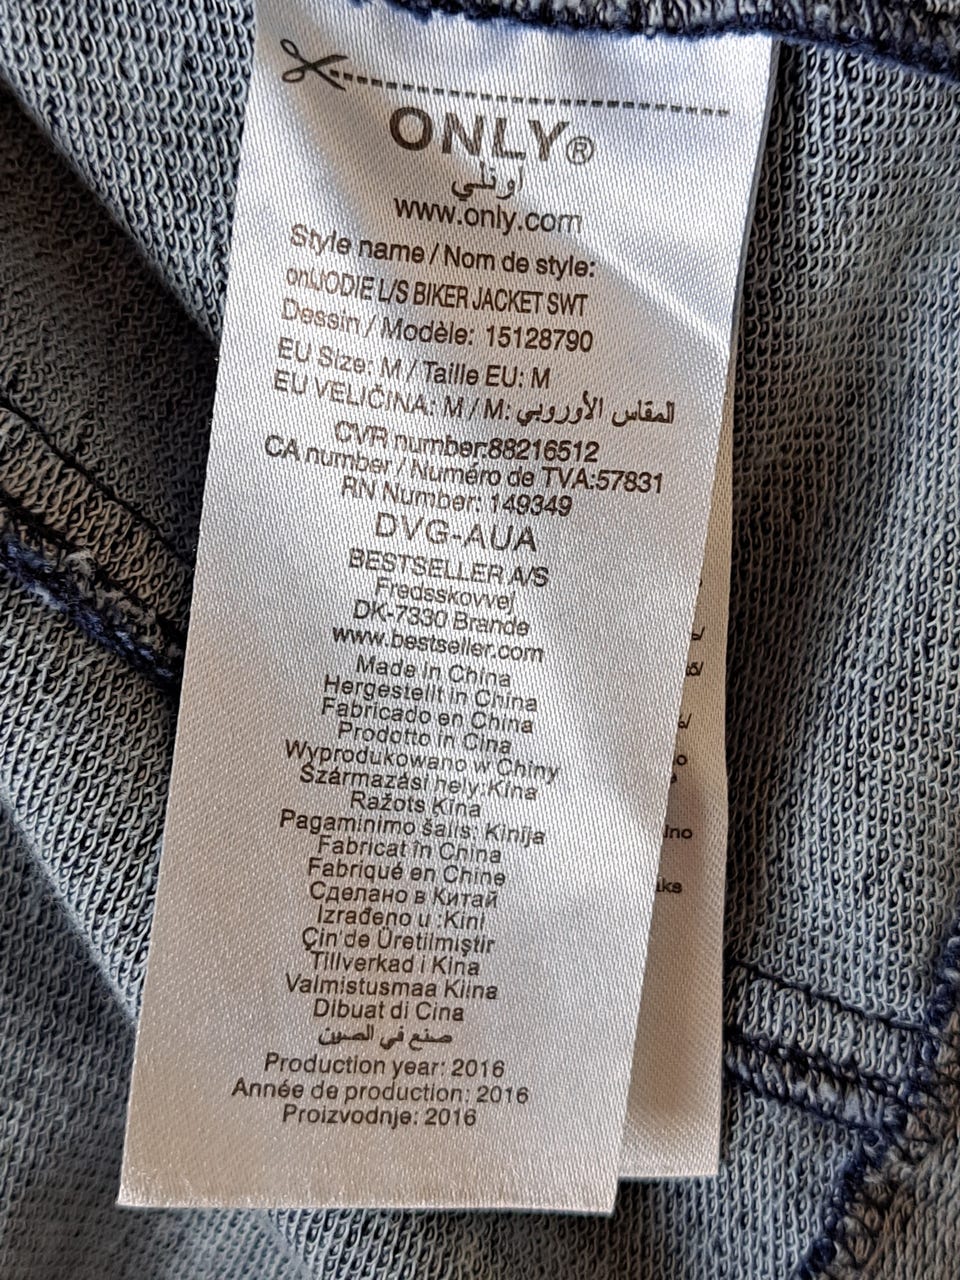 ONLY®
اونلي
www.only.com
Style name / Nom de style:
onlJODIE L/S BIKER JACKET SWT
Dessin / Modèle: 15128790
EU Size: M / Taille EU: M
EU VELIČINA: M / M: المقاس الأوروبي
CVR number:88216512
CA number / Numéro de TVA:57831
RN Number: 149349
DVG-AUA
BESTSELLER A/S
Fredsskovvej
DK-7330 Brande
www.bestseller.com
Made In China
Hergestellt in China
Fabricado en China
Prodotto in Cina
Wyprodukowano w Chiny
Származási hely:Kína
Ražots Ķīna
Pagaminimo šalis: Kinija
Fabricat în China
Fabriqué en Chine
Сделано в Китай
Izrađeno u :Kini
Çin'de Üretilmiştir
Tillverkad i Kina
Valmistusmaa Kiina
Dibuat di Cina
صنع في الصين
Production year: 2016
Année de production: 2016
Proizvodnje: 2016